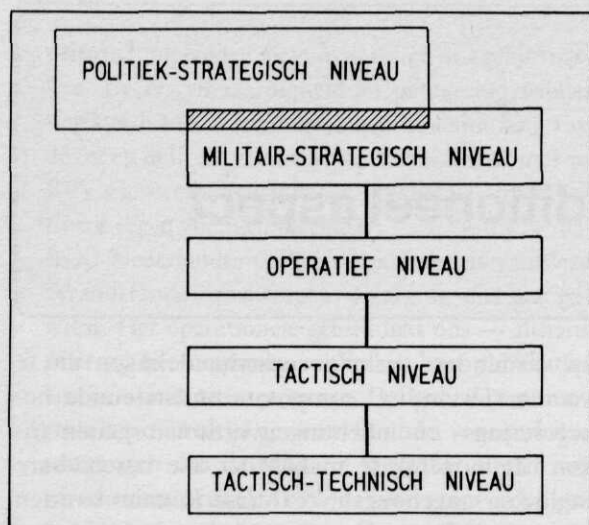 POLITIEK-STRATEGISCH NIVEAU
MILITAIR-STRATEGISCH NIVEAU
OPERATIEF NIVEAU
TACTISCH NIVEAU
TACTISCH-TECHNISCH NIVEAU